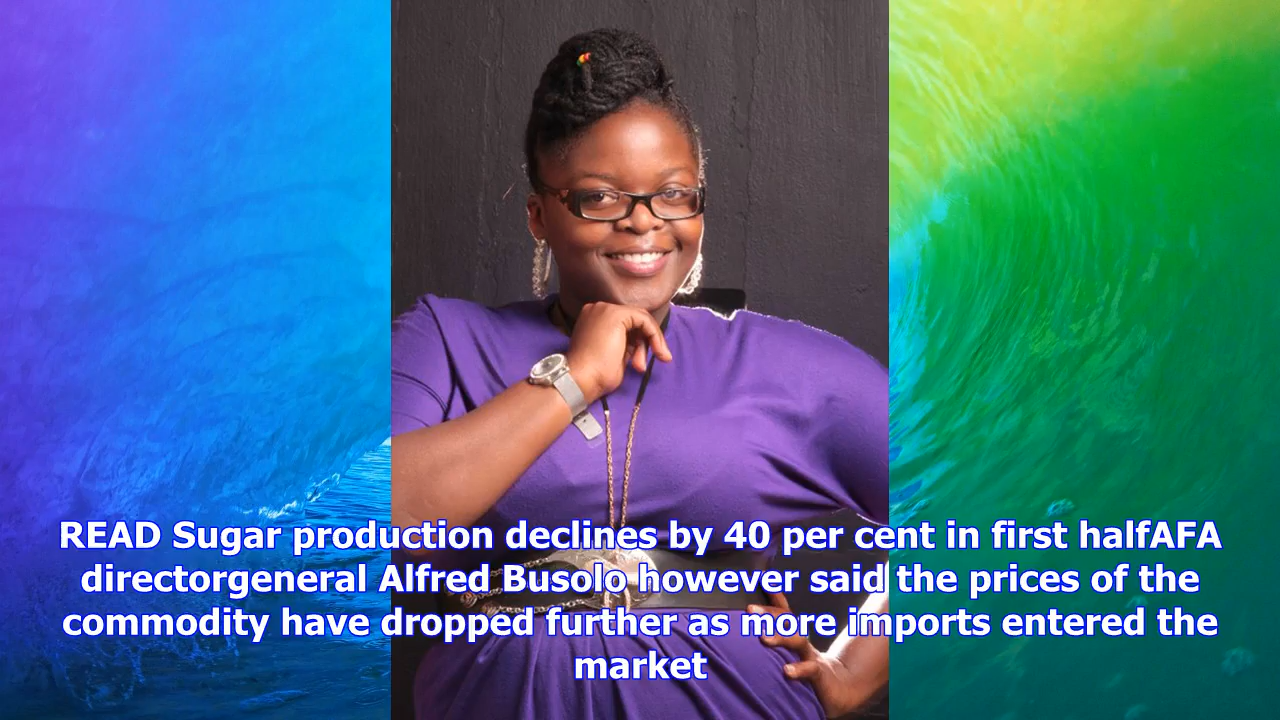 READ Sugar production declines by 40 per cent in first halfAFA
directorgeneral Alfred Busolo however said the prices of the
commodity have dropped further as more imports entered the
market